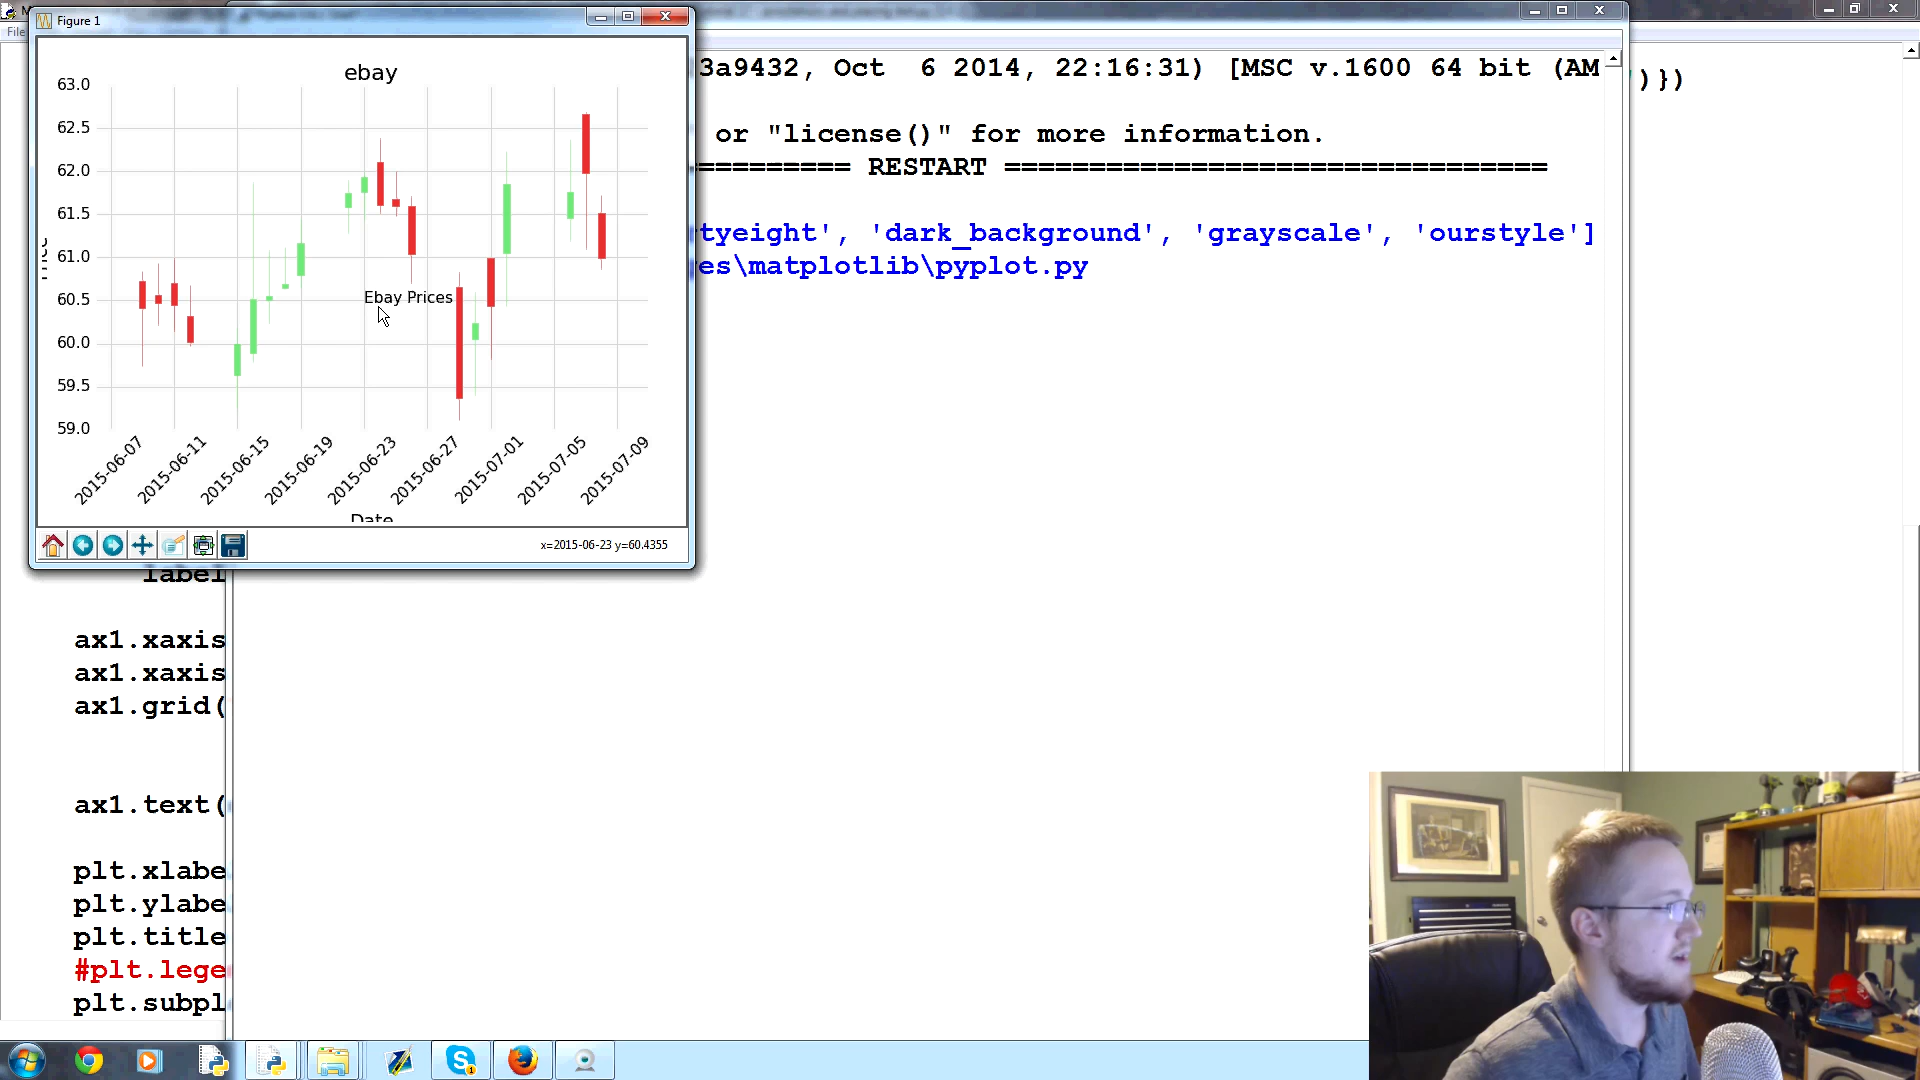 Figure 1
File
3a9432, Oct  6 2014, 22:16:31) [MSC v.1600 64 bit (AM
)})
or "license()" for more information.
========= RESTART ================================
tyeight', 'dark_background', 'grayscale', 'ourstyle']
es\matplotlib\pyplot.py
ebay
63.0
62.5
62.0
61.5
61.0
60.5
60.0
59.5
59.0
Ebay Prices
2015-06-07
2015-06-11
2015-06-15
2015-06-19
2015-06-23
2015-06-27
2015-07-01
2015-07-05
2015-07-09
Date
x=2015-06-23 y=60.4355
label
ax1.xaxis
ax1.xaxis
ax1.grid(
ax1.text(
plt.xlabe
plt.ylabe
plt.title
#plt.lege
plt.subpl